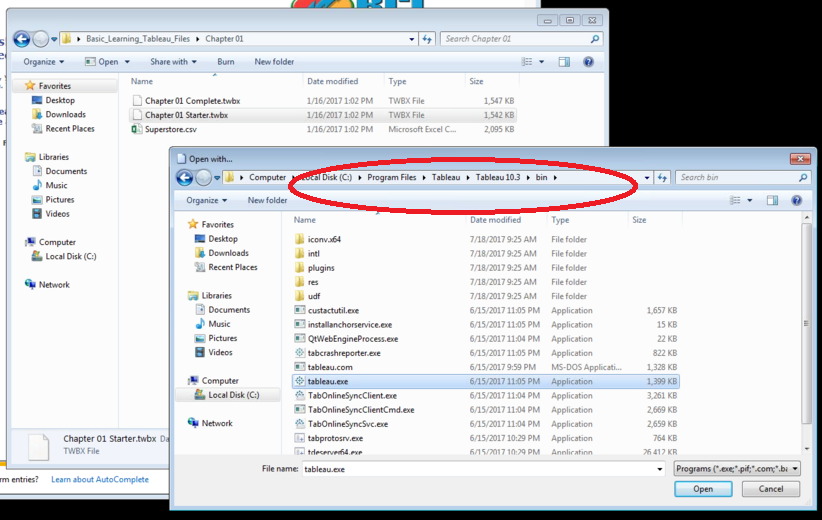 Basic_Learning_Tableau_Files Chapter 01 Search Chapter 01
Organize Open Share with Burn New folder
Name Date modified Type Size
Favorites
Desktop
Downloads
Recent Places
Libraries
Documents
Music
Pictures
Videos
Computer
Local Disk (C:)
Network
Chapter 01 Complete.twbx 1/16/2017 1:02 PM TWBX File 1,547 KB
Chapter 01 Starter.twbx 1/16/2017 1:02 PM TWBX File 1,542 KB
Superstore.csv 1/16/2017 1:02 PM Microsoft Excel C... 2,095 KB
Chapter 01 Starter.twbx Da
TWBX File
rm entries? Learn about AutoComplete
Open with...
Computer Local Disk (C:) Program Files Tableau Tableau 10.3 bin Search bin
Organize New folder
Name Date modified Type Size
Favorites
Desktop
Downloads
Recent Places
Libraries
Documents
Music
Pictures
Videos
Computer
Local Disk (C:)
Network
iconv.x64 7/18/2017 9:25 AM File folder
intl 7/18/2017 9:25 AM File folder
plugins 7/18/2017 9:25 AM File folder
res 7/18/2017 9:25 AM File folder
udf 7/18/2017 9:25 AM File folder
custactutil.exe 6/15/2017 11:05 PM Application 1,657 KB
installanchorservice.exe 6/15/2017 11:05 PM Application 15 KB
QtWebEngineProcess.exe 6/15/2017 11:04 PM Application 22 KB
tabcrashreporter.exe 6/15/2017 11:05 PM Application 822 KB
tableau.com 6/15/2017 9:59 PM MS-DOS Applicati... 1,328 KB
tableau.exe 6/15/2017 11:05 PM Application 1,399 KB
TabOnlineSyncClient.exe 6/15/2017 11:04 PM Application 3,261 KB
TabOnlineSyncClientCmd.exe 6/15/2017 11:04 PM Application 2,669 KB
TabOnlineSyncSvc.exe 6/15/2017 11:04 PM Application 2,659 KB
tabprotosrv.exe 6/15/2017 10:29 PM Application 764 KB
tdeserver64.exe 6/15/2017 10:29 PM Application 26,412 KB
File name: tableau.exe Programs (*.exe;*.pif;*.com;*.ba
Open Cancel